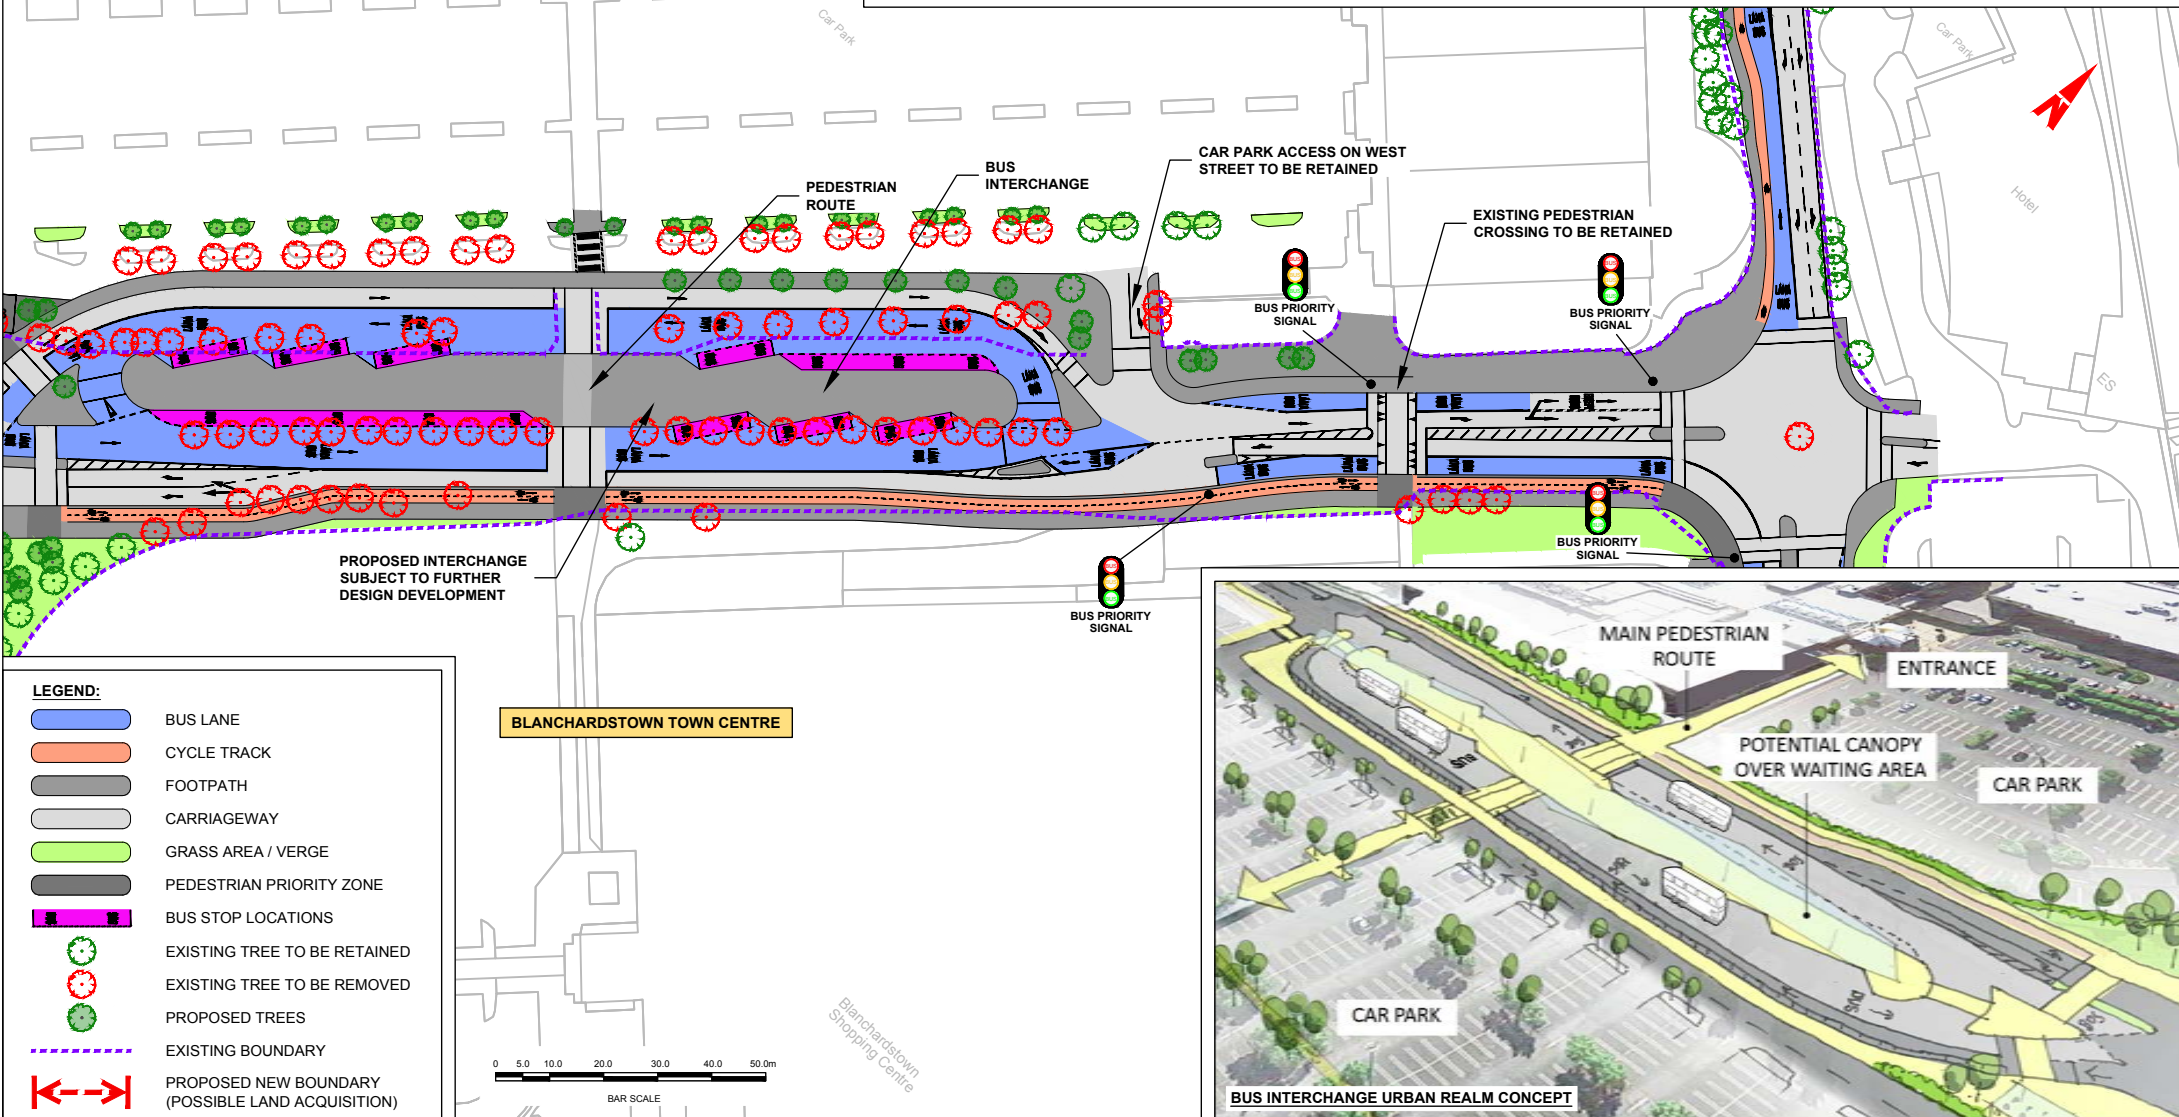 Car Park
Car Park
Hotel
ES
PEDESTRIAN
ROUTE
BUS
INTERCHANGE
CAR PARK ACCESS ON WEST
STREET TO BE RETAINED
EXISTING PEDESTRIAN
CROSSING TO BE RETAINED
BUS PRIORITY
SIGNAL
BUS PRIORITY
SIGNAL
BUS PRIORITY
SIGNAL
BUS PRIORITY
SIGNAL
PROPOSED INTERCHANGE
SUBJECT TO FURTHER
DESIGN DEVELOPMENT
N
LEGEND:
BUS LANE
CYCLE TRACK
FOOTPATH
CARRIAGEWAY
GRASS AREA / VERGE
PEDESTRIAN PRIORITY ZONE
BUS STOP LOCATIONS
EXISTING TREE TO BE RETAINED
EXISTING TREE TO BE REMOVED
PROPOSED TREES
EXISTING BOUNDARY
PROPOSED NEW BOUNDARY
(POSSIBLE LAND ACQUISITION)
BLANCHARDSTOWN TOWN CENTRE
Blanchardstown
Shopping Centre
0 5.0 10.0 20.0 30.0 40.0 50.0m
BAR SCALE
MAIN PEDESTRIAN
ROUTE
ENTRANCE
POTENTIAL CANOPY
OVER WAITING AREA
CAR PARK
CAR PARK
BUS INTERCHANGE URBAN REALM CONCEPT